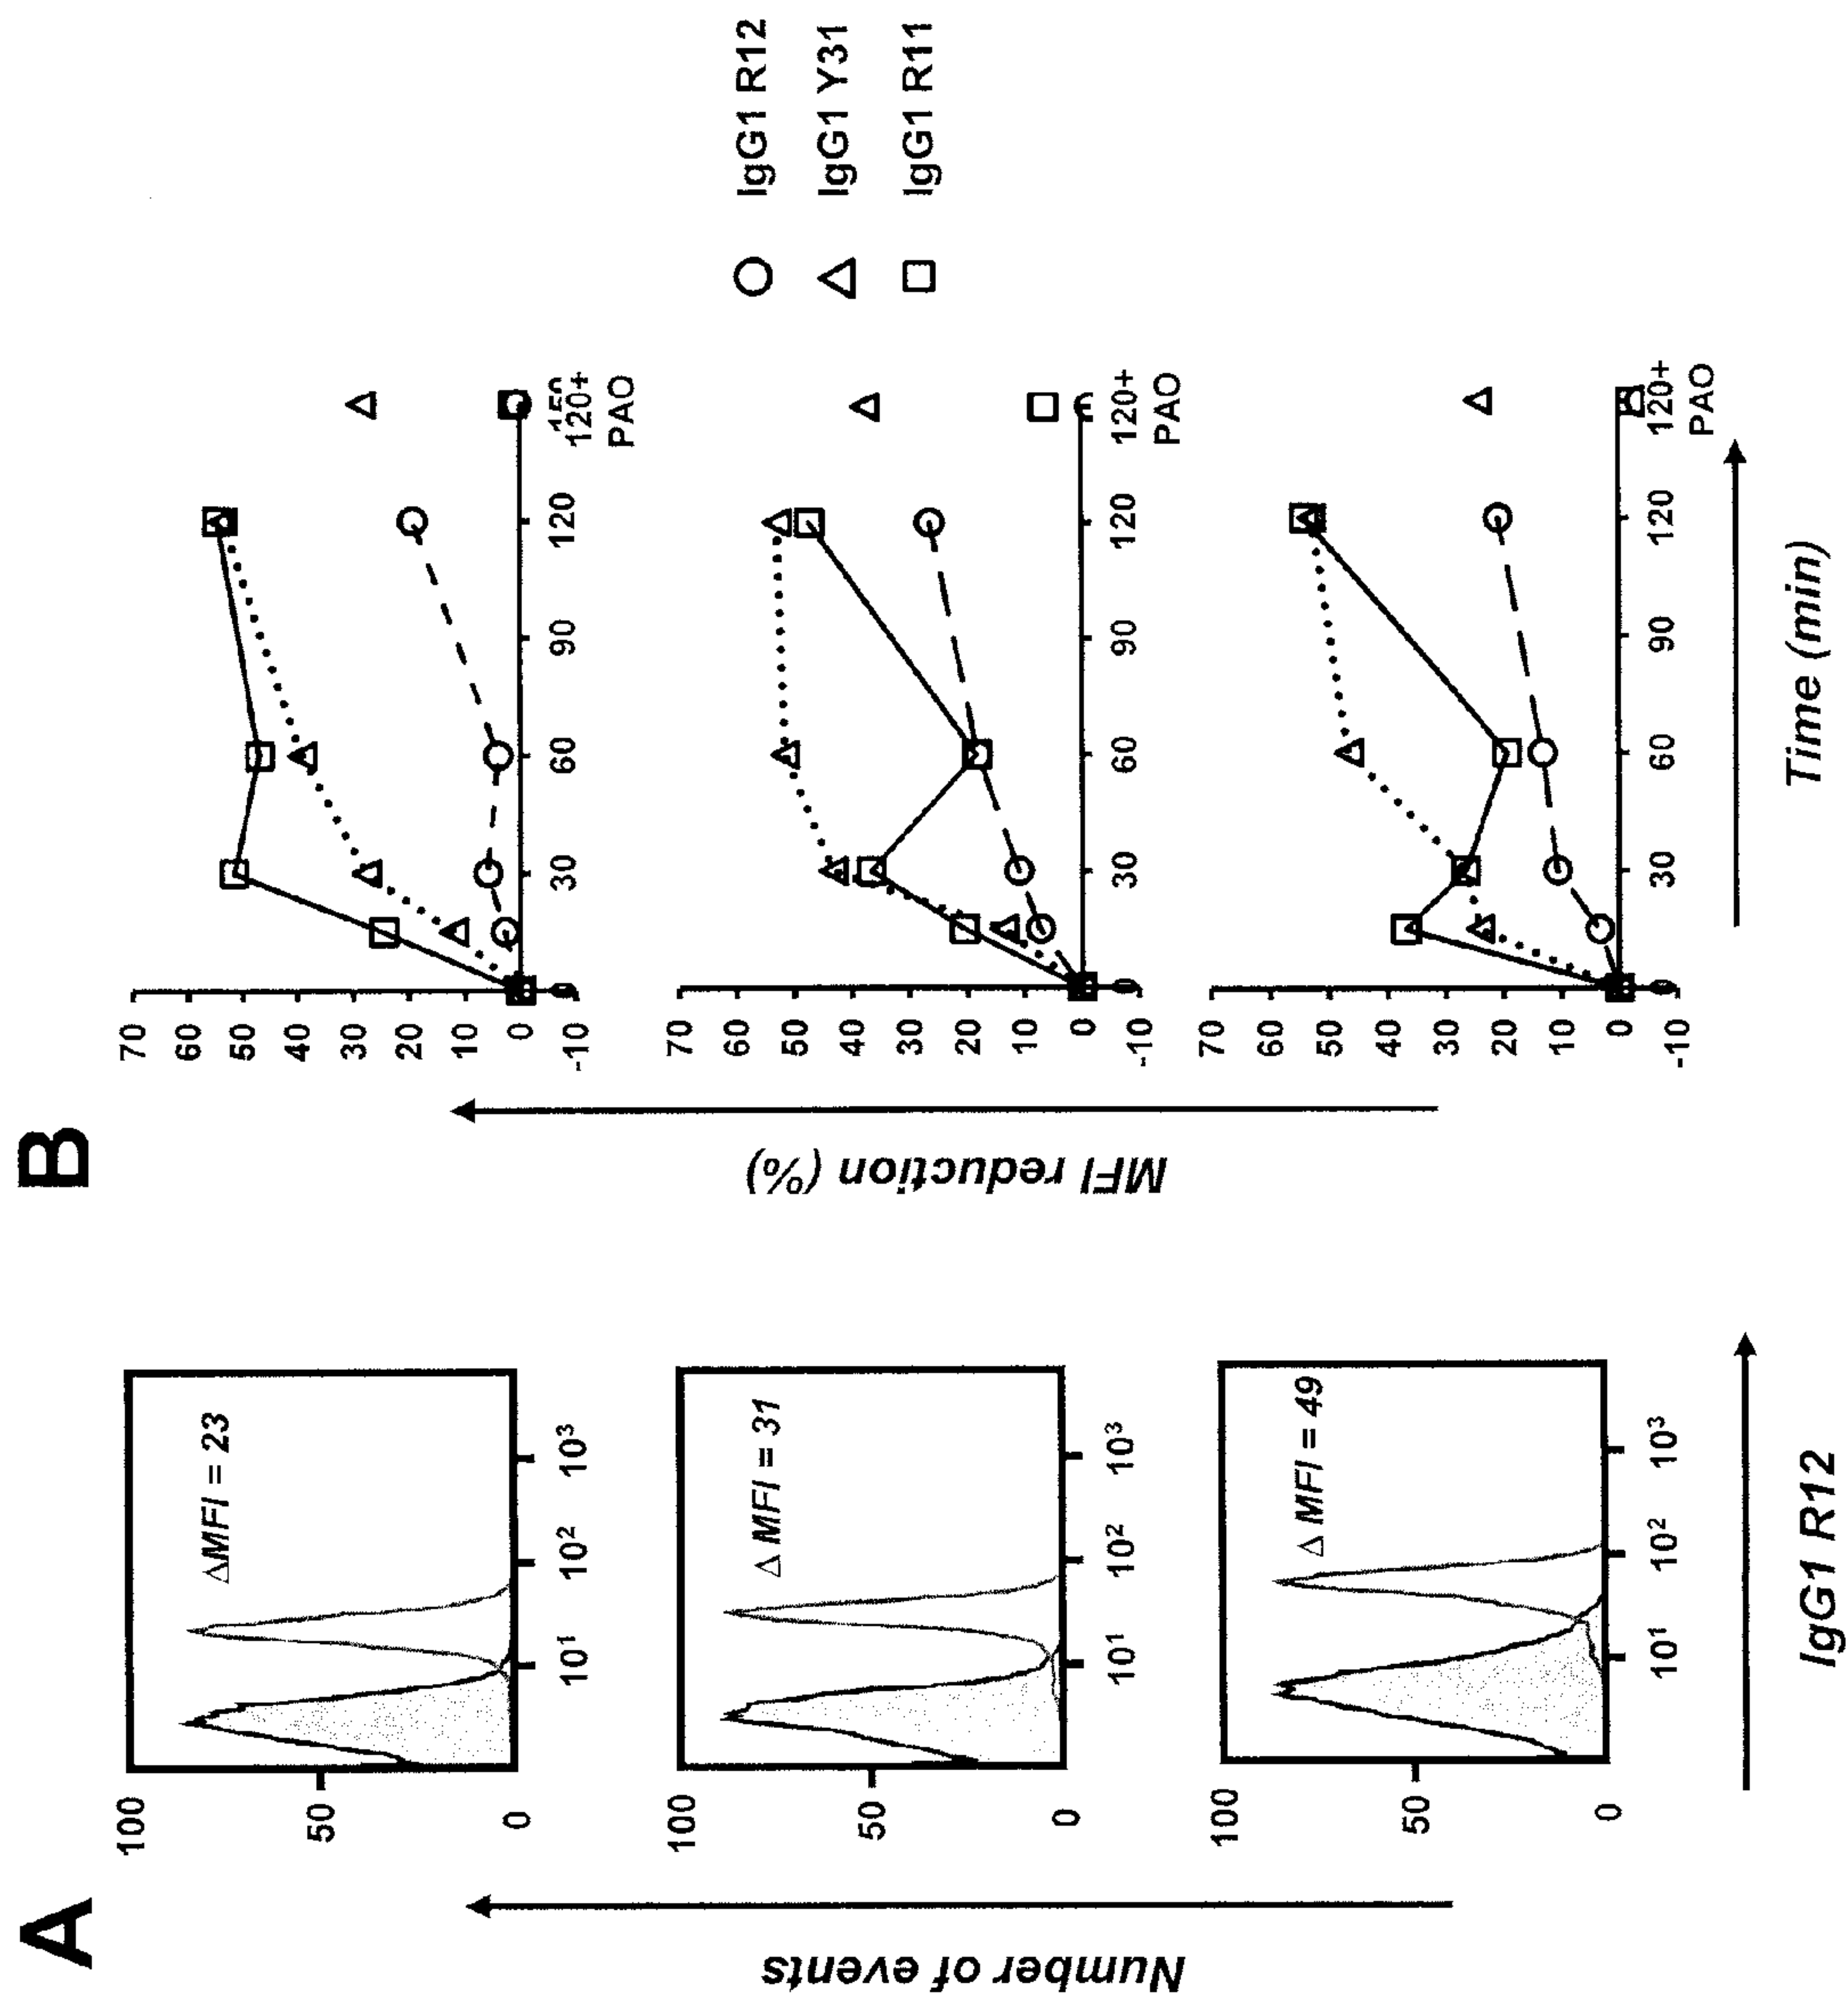 A
Number of events
100
50
0
ΔMFI = 23
10¹ 10² 10³
100
50
0
Δ MFI = 31
10¹ 10² 10³
100
50
0
Δ MFI = 49
10¹ 10² 10³
IgG1 R12
B
MFI reduction (%)
70
60
50
40
30
20
10
0
-10
0 30 60 90 120 120+
PAO
70
60
50
40
30
20
10
0
-10
0 30 60 90 120 120+
PAO
70
60
50
40
30
20
10
0
-10
0 30 60 90 120 120+
PAO
Time (min)
IgG1 R12
IgG1 Y31
IgG1 R11